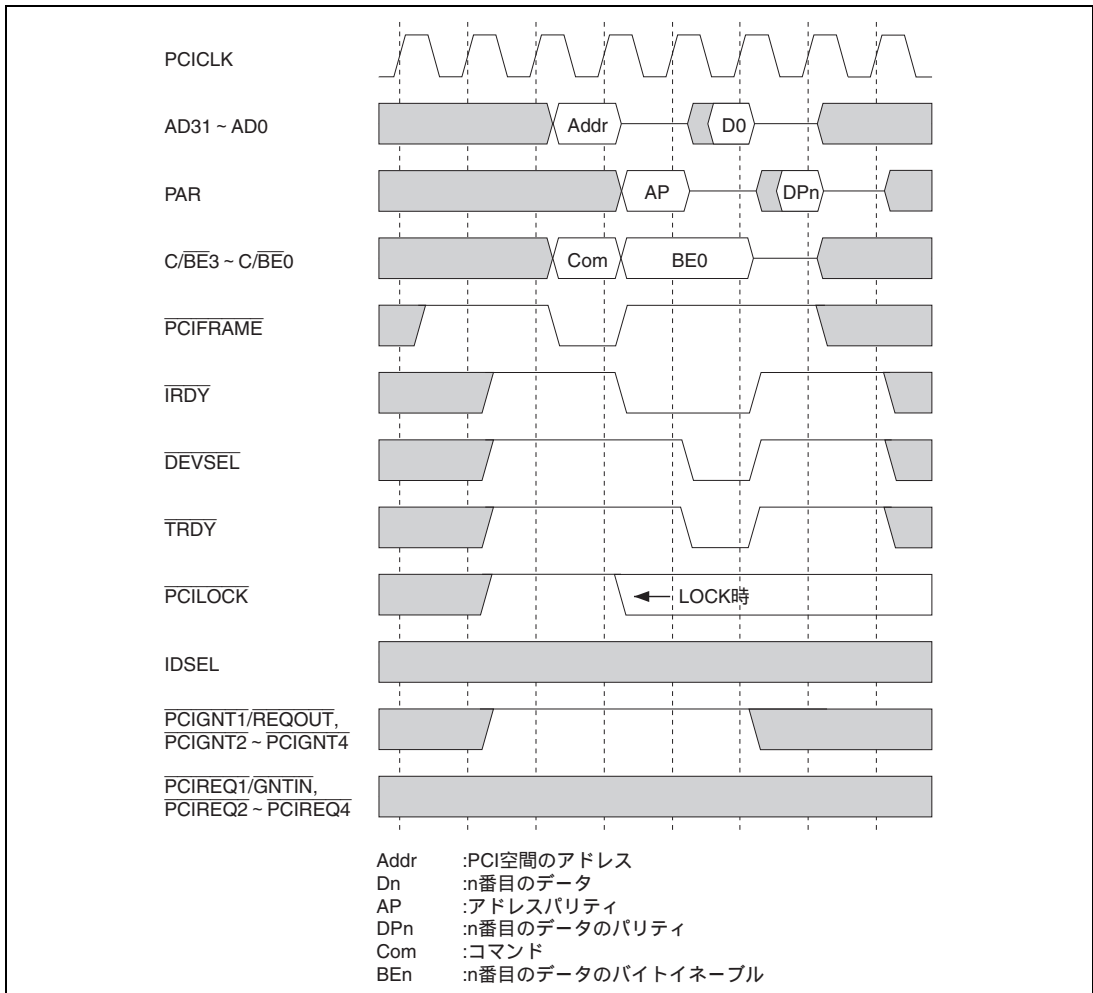 PCICLK
AD31 ~ AD0
Addr
D0
PAR
AP
DPn
C/BE3 ~ C/BE0
Com
BE0
PCIFRAME
IRDY
DEVSEL
TRDY
PCILOCK
LOCK時
IDSEL
PCIGNT1/REQOUT,
PCIGNT2 ~ PCIGNT4
PCIREQ1/GNTIN,
PCIREQ2 ~ PCIREQ4
Addr :PCI空間のアドレス
Dn :n番目のデータ
AP :アドレスパリティ
DPn :n番目のデータのパリティ
Com :コマンド
BEn :n番目のデータのバイトイネーブル